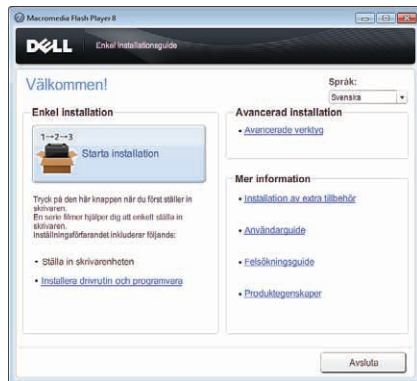 Macromedia Flash Player 8
DELL
Enkel installationsguide
Välkommen!
Språk:
Svenska
Enkel installation
1→2→3
Starta installation
Tryck på den här knappen när du först ställer in
skrivaren.
En serie filmer hjälper dig att enkelt ställa in
skrivaren.
Inställningsförfarandet inkluderar följande:
• Ställa in skrivarenheten
• Installera drivrutin och programvara
Avancerad installation
• Avancerade verktyg
Mer information
• Installation av extra tillbehör
• Användarguide
• Felsökningsguide
• Produktegenskaper
Avsluta